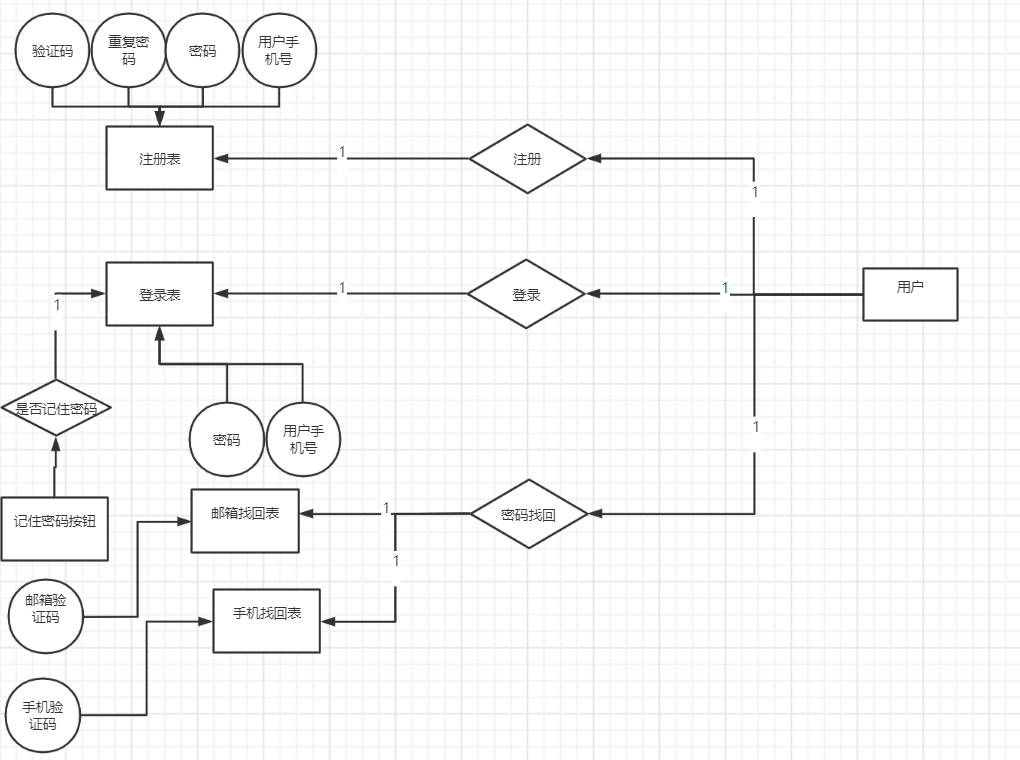 验证码
重复密
码
密码
用户手
机号
注册表
1
注册
1
登录表
1
登录
1
用户
1
是否记住密码
密码
用户手
机号
1
记住密码按钮
邮箱找回表
1
密码找回
1
邮箱验
证码
手机找回表
手机验
证码